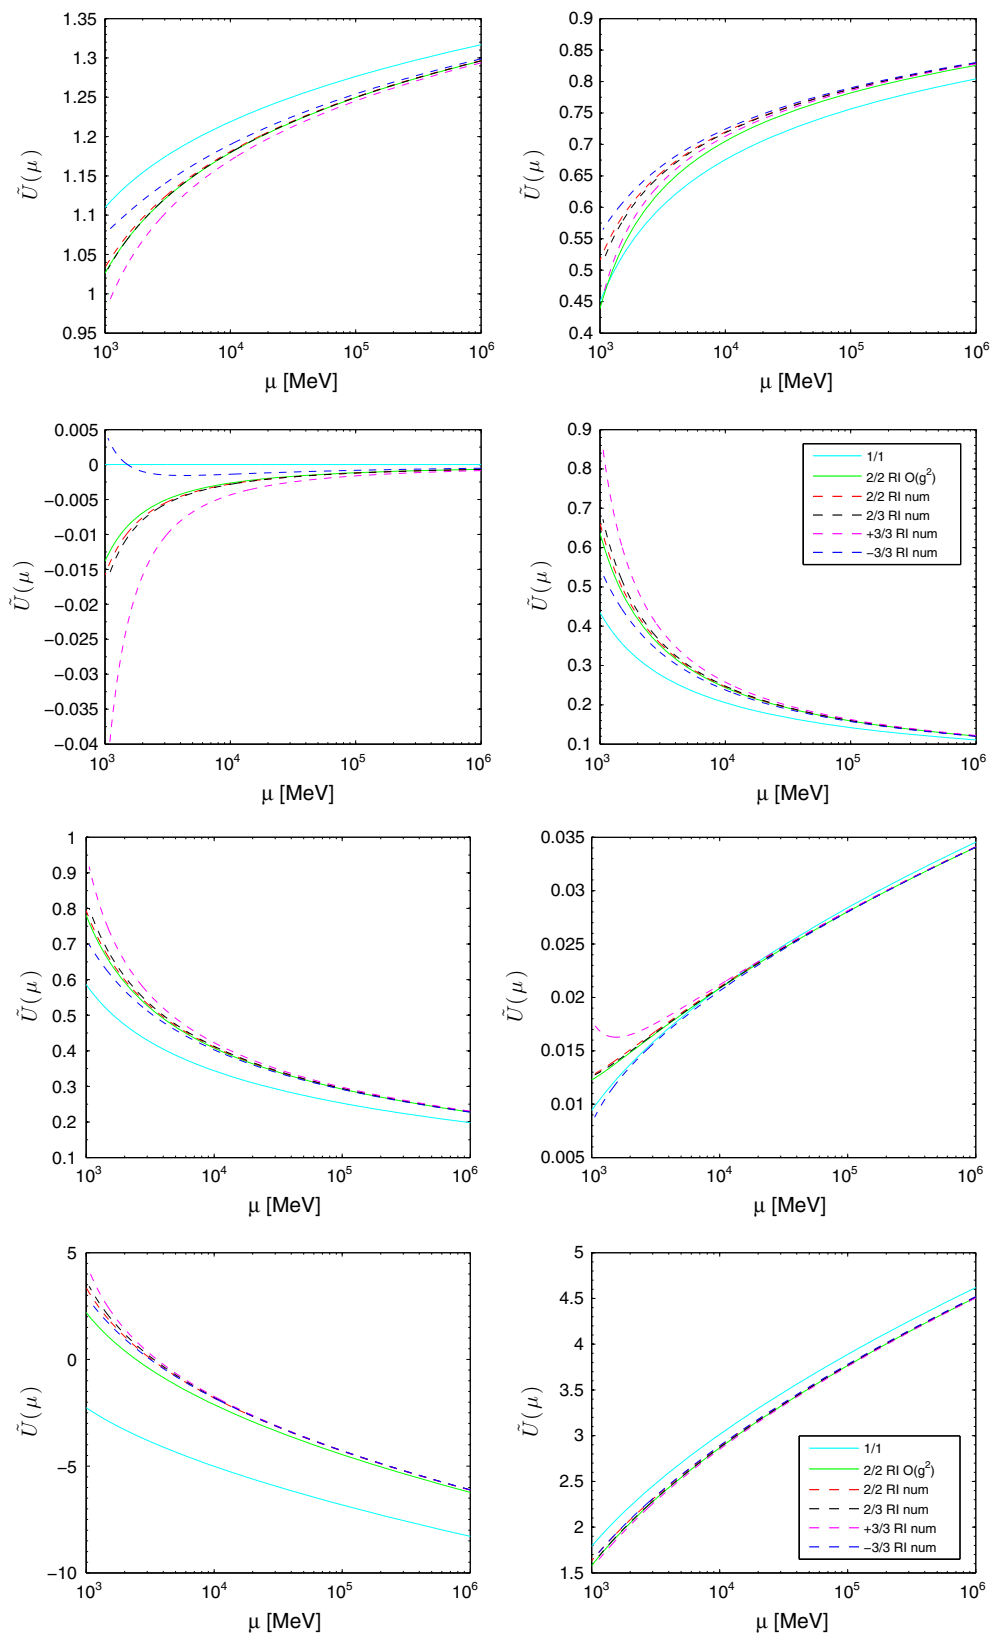 1.35
1.3
1.25
1.2
1.15
1.1
1.05
1
0.95
Ũ(μ)
10³ 10⁴ 10⁵ 10⁶
μ [MeV]
0.9
0.85
0.8
0.75
0.7
0.65
0.6
0.55
0.5
0.45
0.4
Ũ(μ)
10³ 10⁴ 10⁵ 10⁶
μ [MeV]
0.005
0
−0.005
−0.01
−0.015
−0.02
−0.025
−0.03
−0.035
−0.04
Ũ(μ)
10³ 10⁴ 10⁵ 10⁶
μ [MeV]
0.9
0.8
0.7
0.6
0.5
0.4
0.3
0.2
0.1
Ũ(μ)
1/1
2/2 RI O(g²)
2/2 RI num
2/3 RI num
+3/3 RI num
−3/3 RI num
10³ 10⁴ 10⁵ 10⁶
μ [MeV]
1
0.9
0.8
0.7
0.6
0.5
0.4
0.3
0.2
0.1
Ũ(μ)
10³ 10⁴ 10⁵ 10⁶
μ [MeV]
0.035
0.03
0.025
0.02
0.015
0.01
0.005
Ũ(μ)
10³ 10⁴ 10⁵ 10⁶
μ [MeV]
5
0
−5
−10
Ũ(μ)
10³ 10⁴ 10⁵ 10⁶
μ [MeV]
5
4.5
4
3.5
3
2.5
2
1.5
Ũ(μ)
1/1
2/2 RI O(g²)
2/2 RI num
2/3 RI num
+3/3 RI num
−3/3 RI num
10³ 10⁴ 10⁵ 10⁶
μ [MeV]